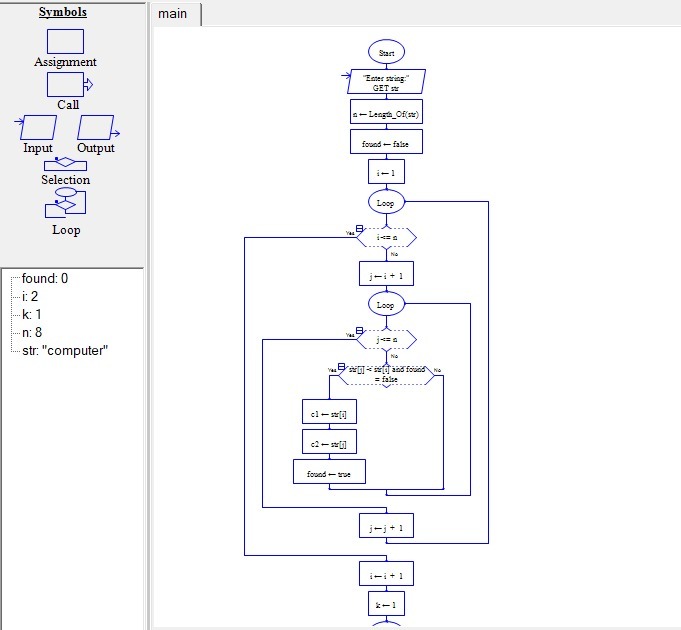 Symbols
Assignment
Call
Input
Output
Selection
Loop
found: 0
i: 2
k: 1
n: 8
str: "computer"
main
Start
"Enter string:"
GET str
n ← Length_Of(str)
found ← false
i ← 1
Loop
Yes
i <= n
No
j ← i + 1
Loop
Yes
j <= n
No
Yes
str[j] < str[i] and found
= false
No
c1 ← str[i]
c2 ← str[j]
found ← true
j ← j + 1
i ← i + 1
k ← 1